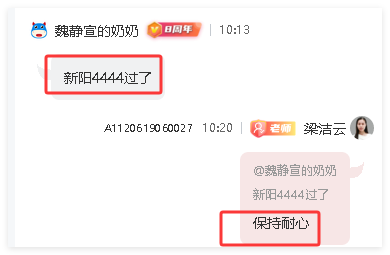 魏静宣的奶奶 8周年 | 10:13
新阳4444过了
A1120619060027 10:20 | 老师 梁洁云
@魏静宣的奶奶
新阳4444过了
保持耐心